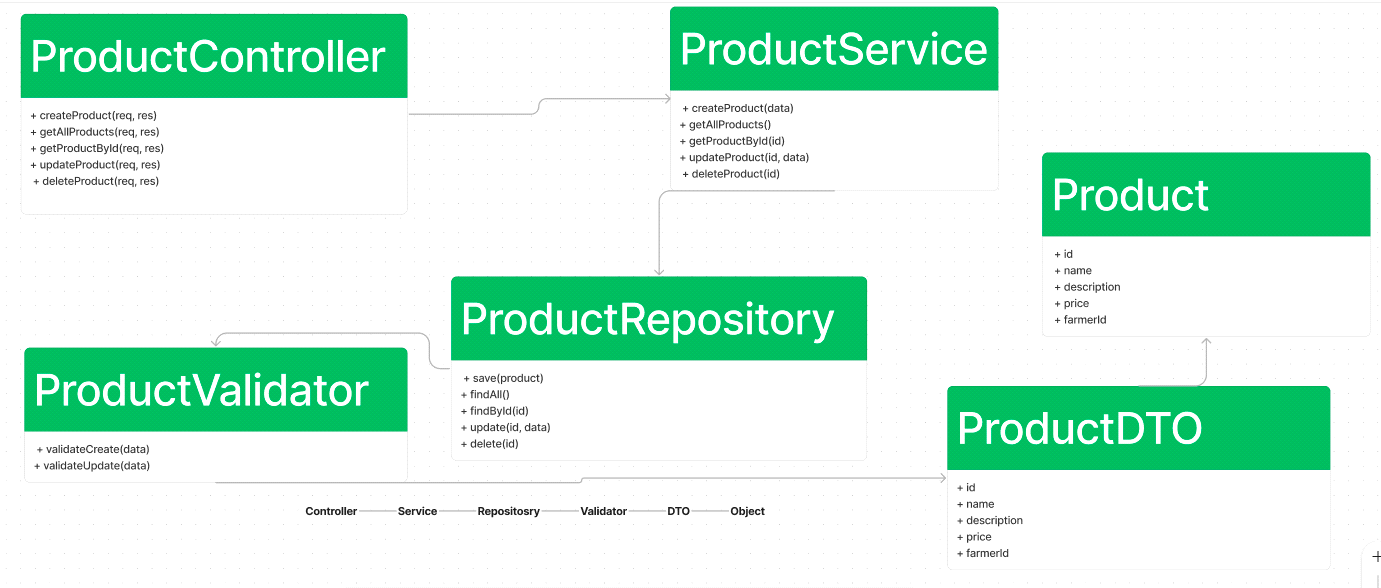 ProductController
+ createProduct(req, res)
+ getAllProducts(req, res)
+ getProductById(req, res)
+ updateProduct(req, res)
+ deleteProduct(req, res)
ProductService
+ createProduct(data)
+ getAllProducts()
+ getProductById(id)
+ updateProduct(id, data)
+ deleteProduct(id)
Product
+ id
+ name
+ description
+ price
+ farmerId
ProductRepository
+ save(product)
+ findAll()
+ findById(id)
+ update(id, data)
+ delete(id)
ProductValidator
+ validateCreate(data)
+ validateUpdate(data)
ProductDTO
+ id
+ name
+ description
+ price
+ farmerId
Controller Service Repositosry Validator DTO Object